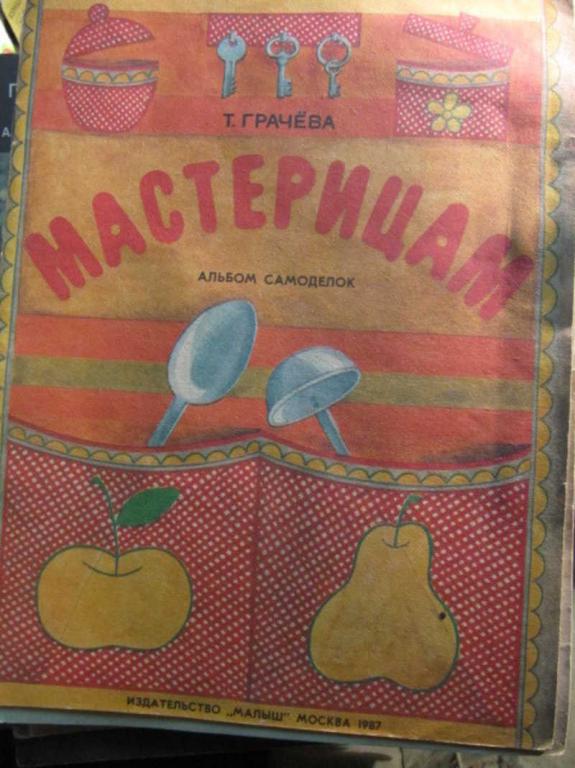 Т. ГРАЧЁВА
МАСТЕРИЦАМ
АЛЬБОМ САМОДЕЛОК
ИЗДАТЕЛЬСТВО „МАЛЫШ" МОСКВА 1987